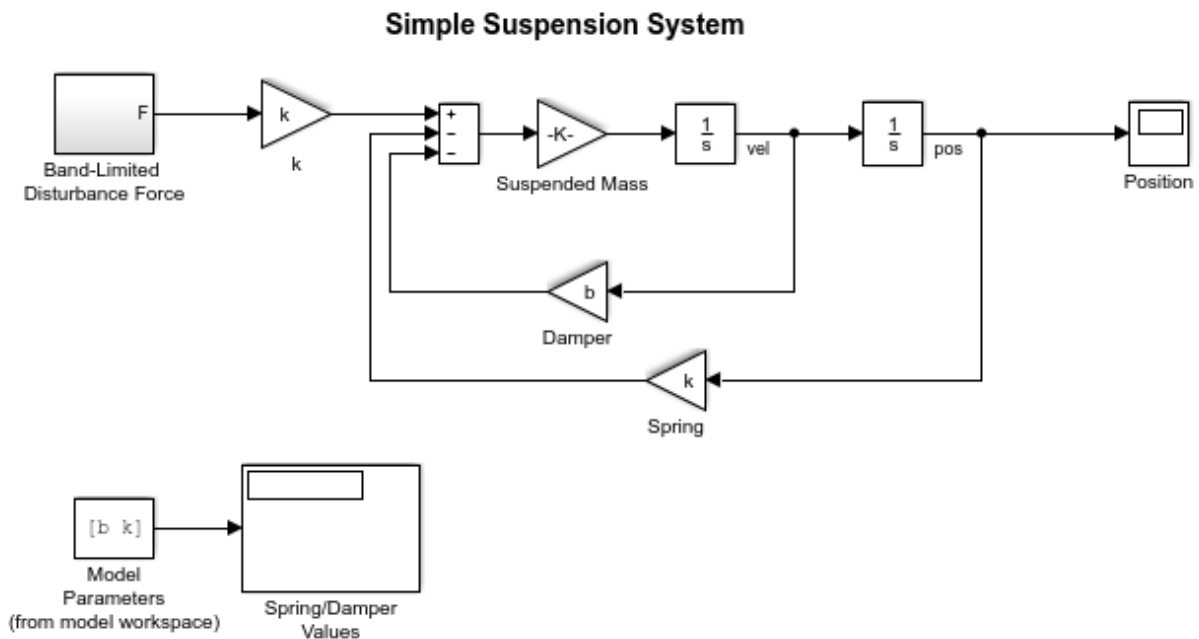 Simple Suspension System
F
Band-Limited
Disturbance Force
k
k
+
−
−
-K-
Suspended Mass
1
s
vel
1
s
pos
Position
b
Damper
k
Spring
[b k]
Model
Parameters
(from model workspace)
Spring/Damper
Values